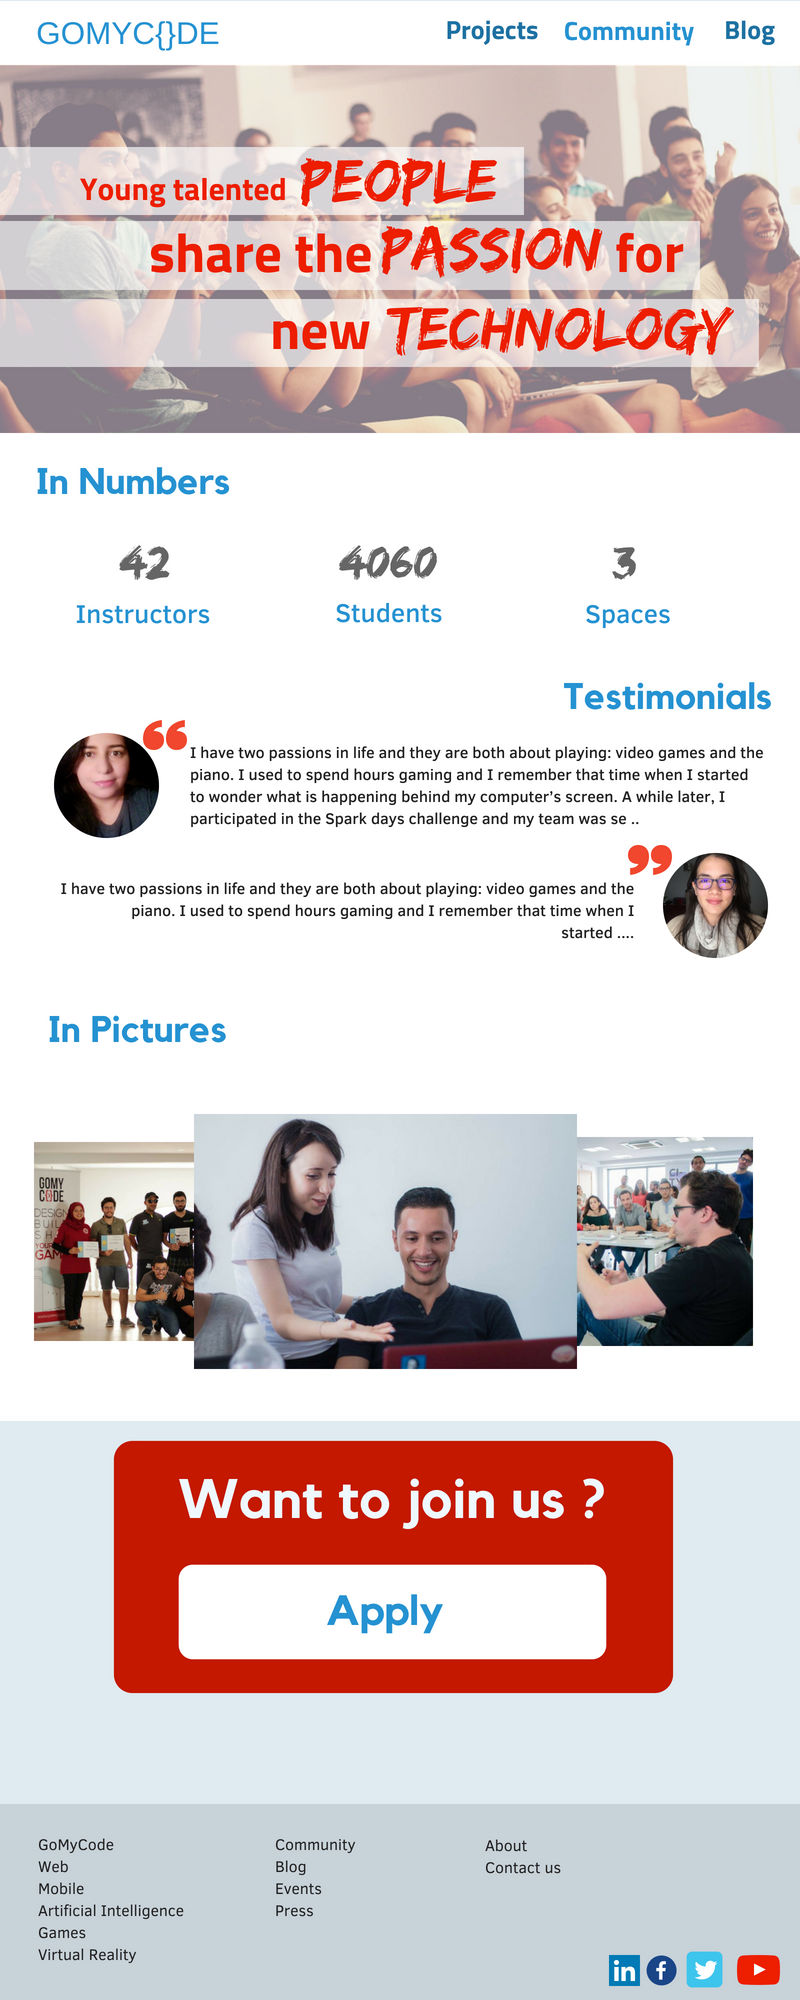 GOMYC{}DE
Projects Community Blog
Young talented PEOPLE
share the PASSION for
new TECHNOLOGY
In Numbers
42 4060 3
Instructors Students Spaces
Testimonials
“
I have two passions in life and they are both about playing: video games and the
piano. I used to spend hours gaming and I remember that time when I started
to wonder what is happening behind my computer’s screen. A while later, I
participated in the Spark days challenge and my team was se ..
”
I have two passions in life and they are both about playing: video games and the
piano. I used to spend hours gaming and I remember that time when I
started ....
In Pictures
GOMY
C{}DE
DESIGN
BUIL
SH
YOUR
GAM
Want to join us ?
Apply
GoMyCode
Web
Mobile
Artificial Intelligence
Games
Virtual Reality
Community
Blog
Events
Press
About
Contact us
in f